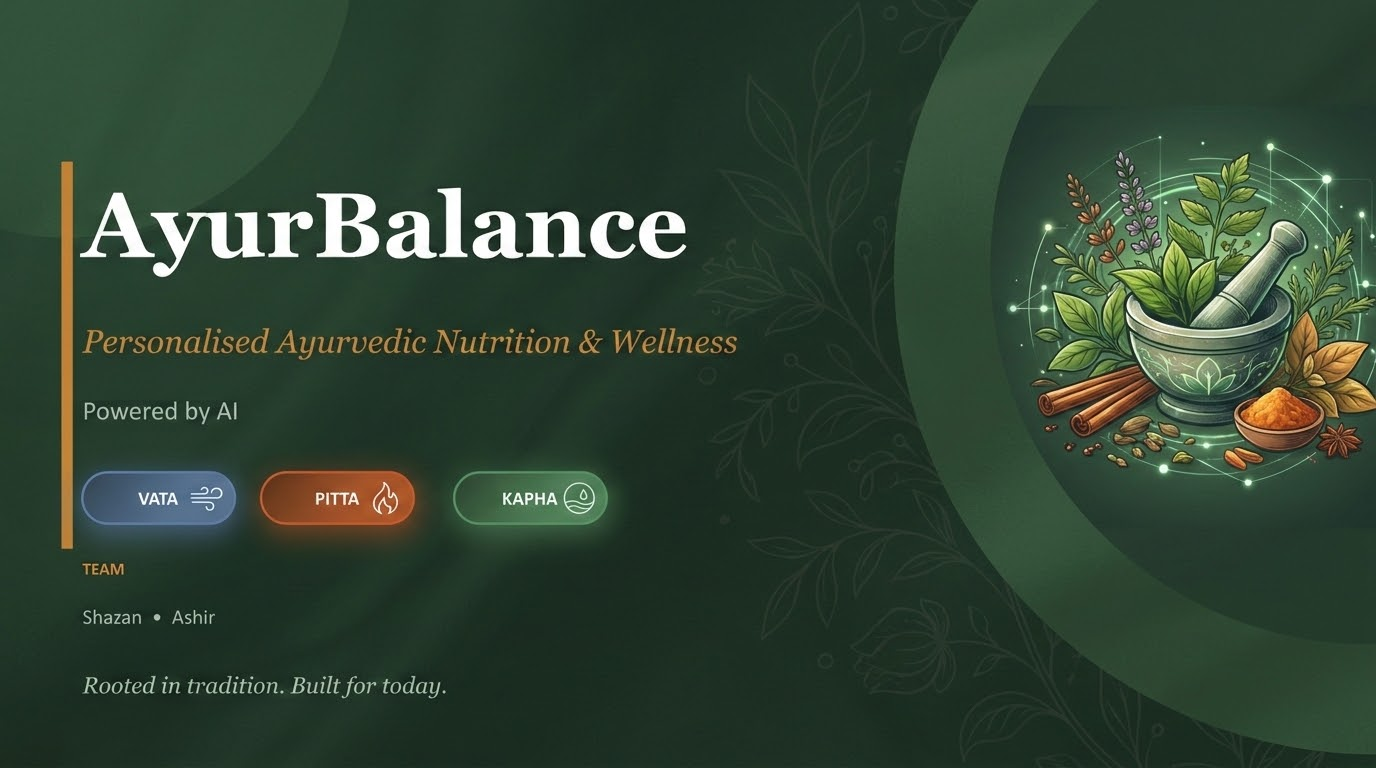 AyurBalance
Personalised Ayurvedic Nutrition & Wellness
Powered by AI
VATA PITTA KAPHA
TEAM
Shazan • Ashir
Rooted in tradition. Built for today.